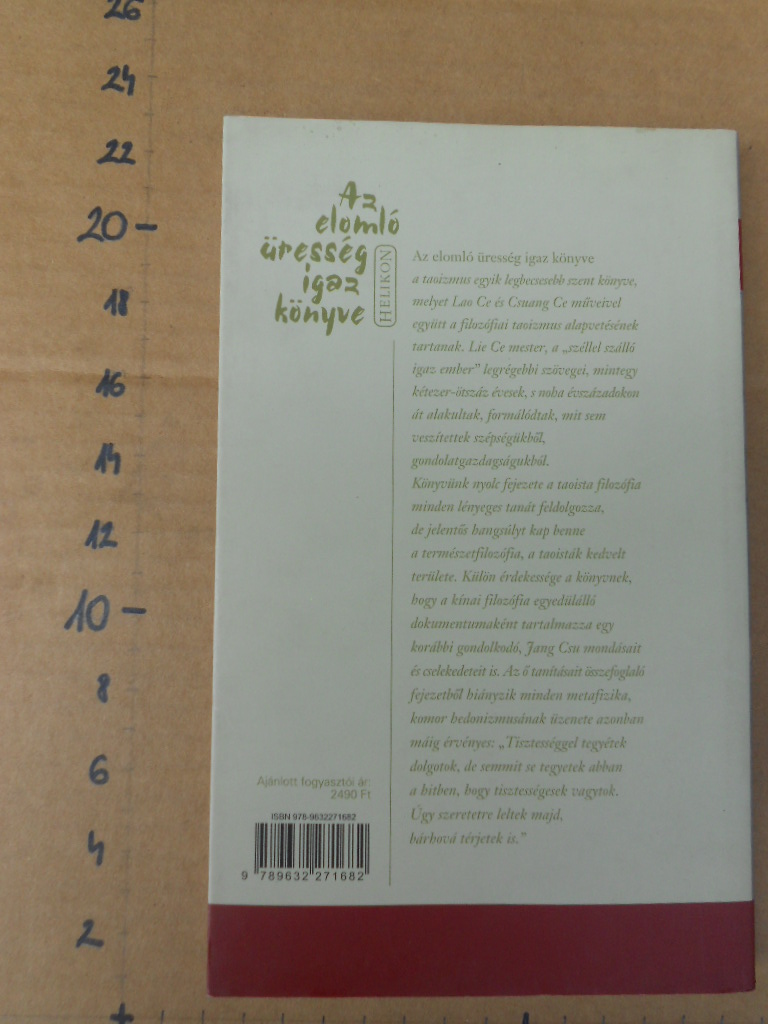 26
24
22
20
18
16
14
12
10
8
6
4
2
Az
elomló
üresség
igaz
könyve
HELIKON
Az elomló üresség igaz könyve
a taoizmus egyik legbecsesebb szent könyve,
melyet Lao Ce és Csuang Ce műveivel
együtt a filozófiai taoizmus alapvetésének
tartanak. Lie Ce mester, a „széllel szálló
igaz ember” legrégebbi szövegei, mintegy
kétezer-ötszáz évesek, s noha évszázadokon
át alakultak, formálódtak, mit sem
veszítettek szépségükből,
gondolatgazdagságukból.
Könyvünk nyolc fejezete a taoista filozófia
minden lényeges tanát feldolgozza,
de jelentős hangsúlyt kap benne
a természetfilozófia, a taoisták kedvelt
területe. Külön érdekessége a könyvnek,
hogy a kínai filozófia egyedülálló
dokumentumaként tartalmazza egy
korábbi gondolkodó, Jang Csu mondásait
és cselekedeteit is. Az ő tanításait összefoglaló
fejezetből hiányzik minden metafizika,
komor hedonizmusának üzenete azonban
máig érvényes: „Tisztességgel tegyétek
dolgotok, de semmit se tegyetek abban
a hitben, hogy tisztességesek vagytok.
Úgy szeretetre leltek majd,
bárhová térjetek is.”
Ajánlott fogyasztói ár:
2490 Ft
ISBN 978-9632271682
9 789632 271682